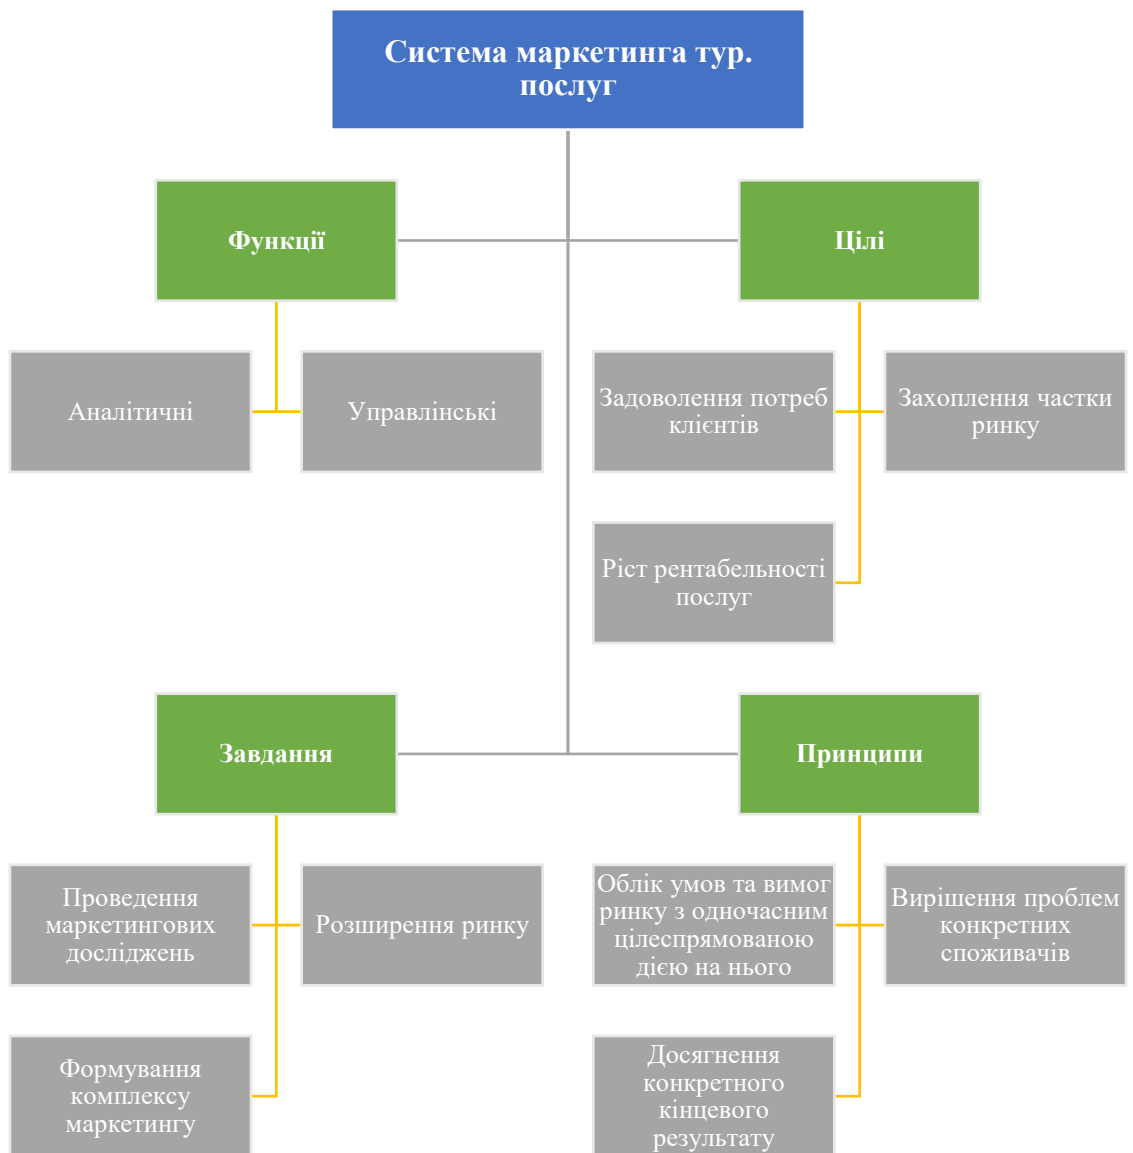 Система маркетинга тур.
послуг
Функції
Цілі
Аналітичні
Управлінські
Задоволення потреб
клієнтів
Захоплення частки
ринку
Ріст рентабельності
послуг
Завдання
Принципи
Проведення
маркетингових
досліджень
Розширення ринку
Облік умов та вимог
ринку з одночасним
цілеспрямованою
дією на нього
Вирішення проблем
конкретних
споживачів
Формування
комплексу
маркетингу
Досягнення
конкретного
кінцевого
результату